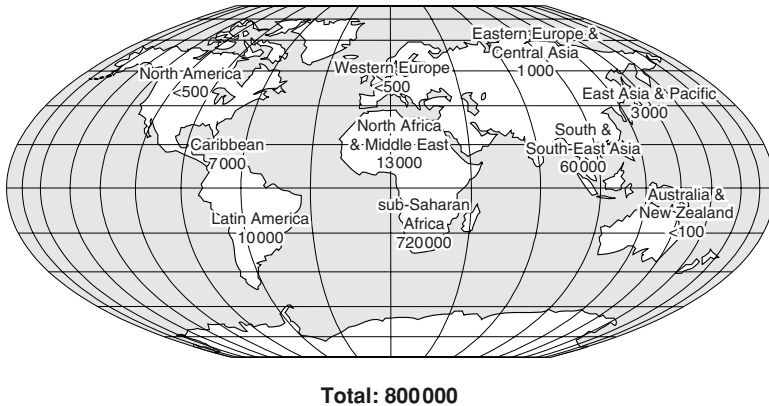 Eastern Europe &
Central Asia
1000
North America
<500
Western Europe
<500
East Asia & Pacific
3000
Caribbean
7000
North Africa
& Middle East
13000
South &
South-East Asia
60000
Latin America
10000
sub-Saharan
Africa
720000
Australia &
New Zealand
<100
Total: 800000